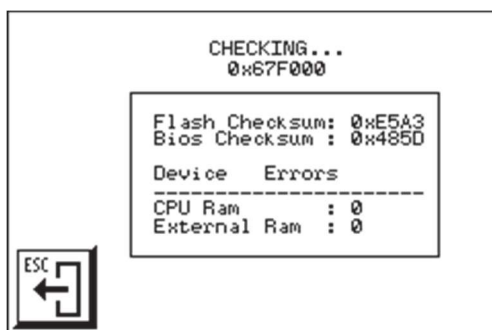 CHECKING...
0x67F000
Flash Checksum: 0xE5A3
Bios Checksum : 0x485D
Device Errors
----------------------
CPU Ram : 0
External Ram : 0
ESC